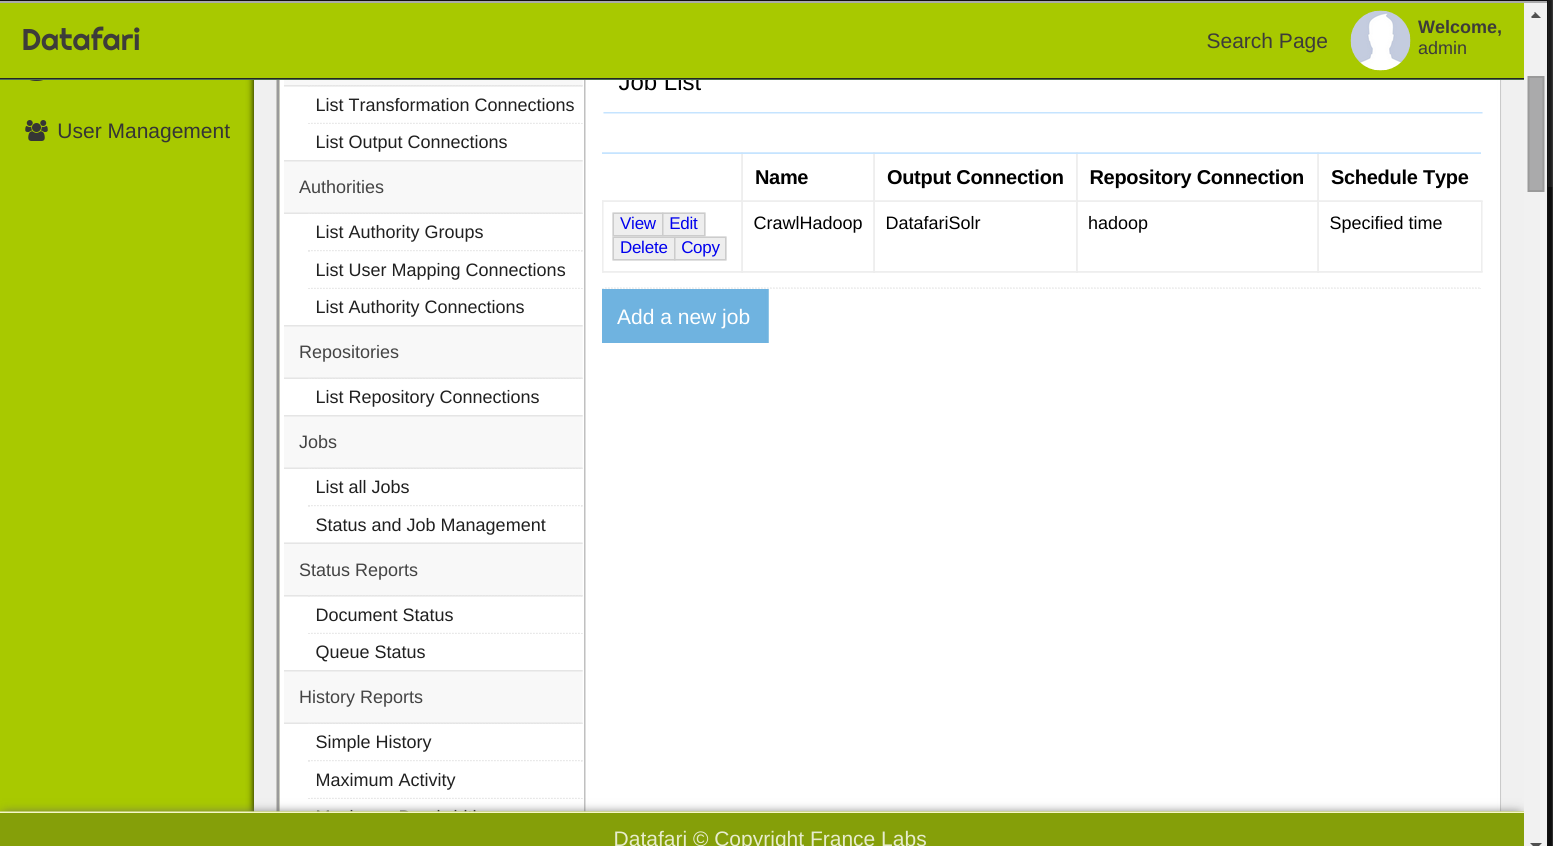 Datafari
Search Page
Welcome,
admin
User Management
List Transformation Connections
List Output Connections
Authorities
List Authority Groups
List User Mapping Connections
List Authority Connections
Repositories
List Repository Connections
Jobs
List all Jobs
Status and Job Management
Status Reports
Document Status
Queue Status
History Reports
Simple History
Maximum Activity
Job List
Name Output Connection Repository Connection Schedule Type
View Edit CrawlHadoop DatafariSolr hadoop Specified time
Delete Copy
Add a new job
Datafari © Copyright France Labs